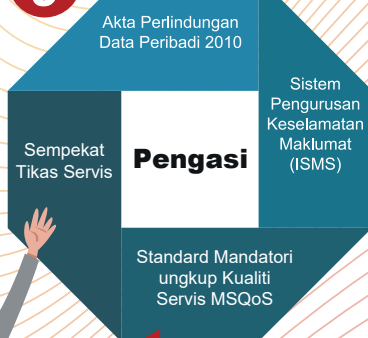 Akta Perlindungan
Data Peribadi 2010
Sistem
Pengurusan
Keselamatan
Maklumat
(ISMS)
Sempekat
Tikas Servis
Pengasi
Standard Mandatori
ungkup Kualiti
Servis MSQoS